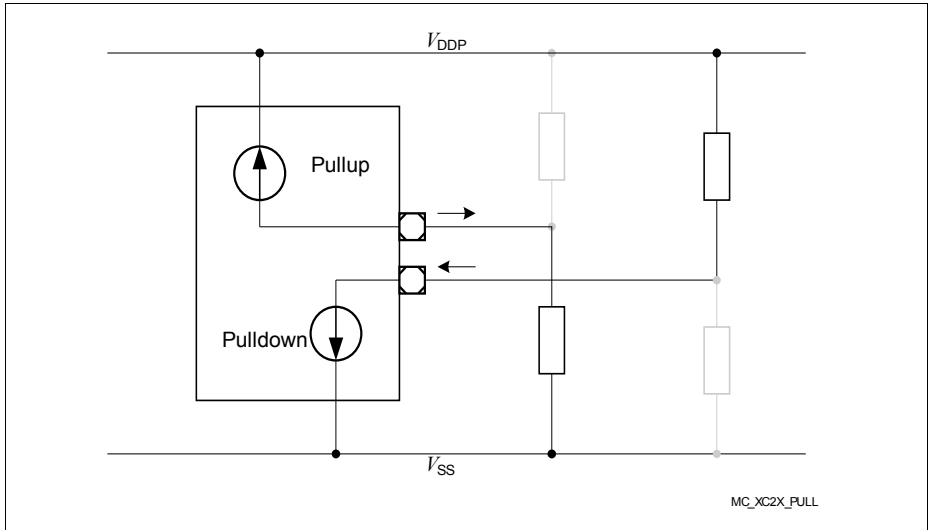 VDDP
Pullup
Pulldown
VSS
MC_XC2X_PULL